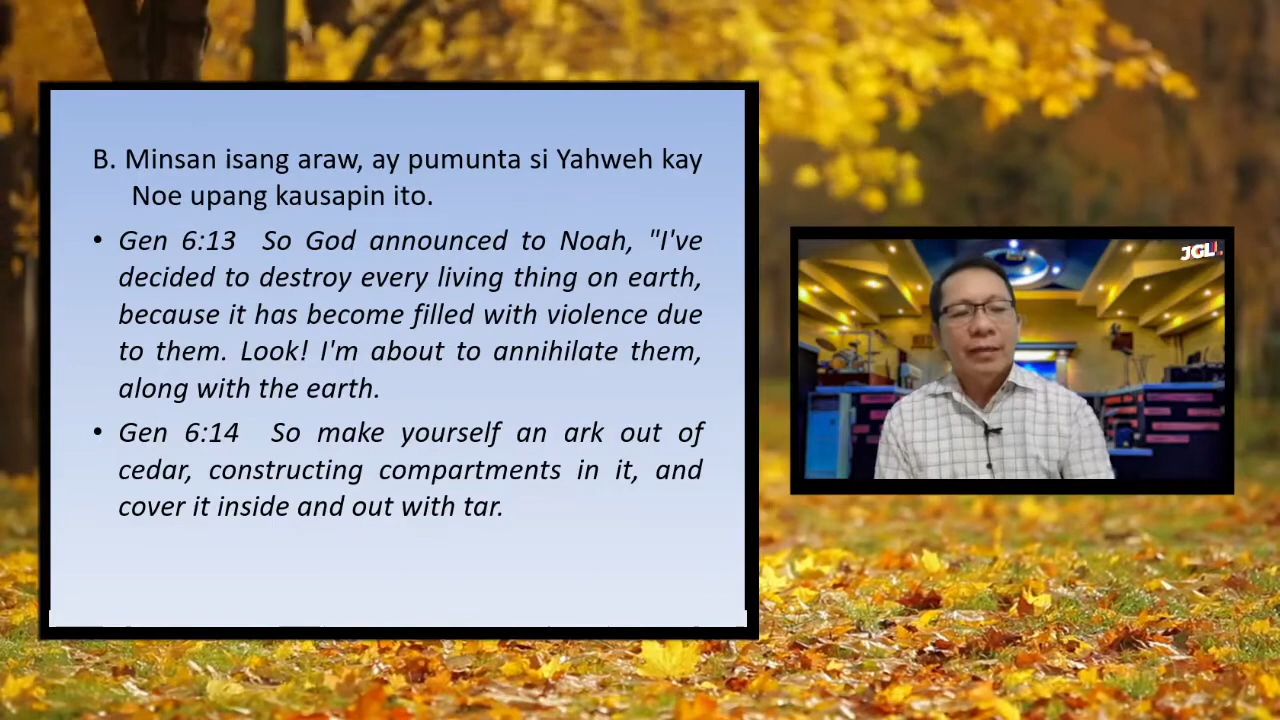 B. Minsan isang araw, ay pumunta si Yahweh kay
Noe upang kausapin ito.
• Gen 6:13 So God announced to Noah, "I've
decided to destroy every living thing on earth,
because it has become filled with violence due
to them. Look! I'm about to annihilate them,
along with the earth.
• Gen 6:14 So make yourself an ark out of
cedar, constructing compartments in it, and
cover it inside and out with tar.
JGL